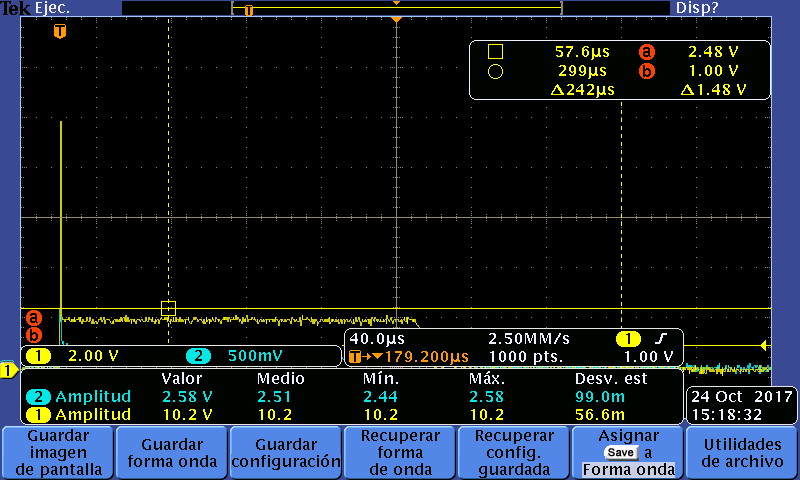 Tek Ejec. Disp?
T
T
57.6μs a 2.48 V
299μs b 1.00 V
Δ242μs Δ1.48 V
a
b
1 2.00 V 2 500mV
40.0μs 2.50MM/s 1
T→▼179.200μs 1000 pts. 1.00 V
1
Valor Medio Mín. Máx. Desv. est
2 Amplitud 2.58 V 2.51 2.44 2.58 99.0m
1 Amplitud 10.2 V 10.2 10.2 10.2 56.6m
24 Oct 2017
15:18:32
Guardar
imagen
de pantalla
Guardar
forma onda
Guardar
configuración
Recuperar
forma
de onda
Recuperar
config.
guardada
Asignar
Save a
Forma onda
Utilidades
de archivo